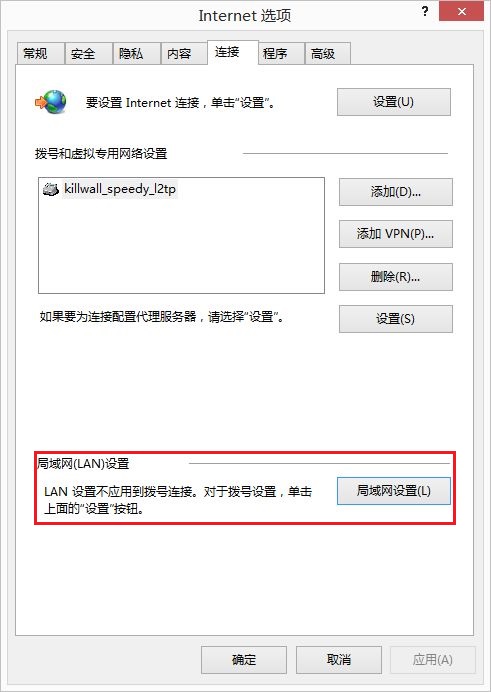 Internet 选项
?
常规 安全 隐私 内容 连接 程序 高级
要设置 Internet 连接，单击“设置”。
设置(U)
拨号和虚拟专用网络设置
killwall_speedy_l2tp
添加(D)...
添加 VPN(P)...
删除(R)...
如果要为连接配置代理服务器，请选择“设置”。
设置(S)
局域网(LAN)设置
LAN 设置不应用到拨号连接。对于拨号设置，单击
上面的“设置”按钮。
局域网设置(L)
确定 取消 应用(A)